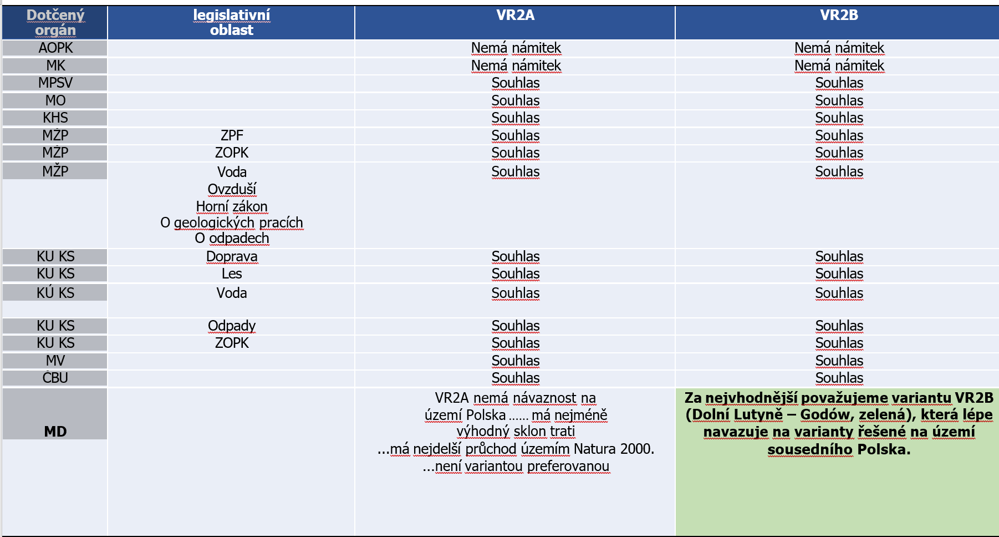 Dotčený orgán legislativní oblast VR2A VR2B
AOPK Nemá námitek Nemá námitek
MK Nemá námitek Nemá námitek
MPSV Souhlas Souhlas
MO Souhlas Souhlas
KHS Souhlas Souhlas
MŽP ZPF Souhlas Souhlas
MŽP ZOPK Souhlas Souhlas
MŽP Voda Souhlas Souhlas
Ovzduší
Horní zákon
O geologických pracích
O odpadech
KU KS Doprava Souhlas Souhlas
KU KS Les Souhlas Souhlas
KÚ KS Voda Souhlas Souhlas
KU KS Odpady Souhlas Souhlas
KU KS ZOPK Souhlas Souhlas
MV Souhlas Souhlas
ČBU Souhlas Souhlas
MD
VR2A nemá návaznost na
území Polska ...... má nejméně
výhodný sklon trati
...má nejdelší průchod územím Natura 2000.
...není variantou preferovanou
Za nejvhodnější považujeme variantu VR2B
(Dolní Lutyně – Godów, zelená), která lépe
navazuje na varianty řešené na území
sousedního Polska.